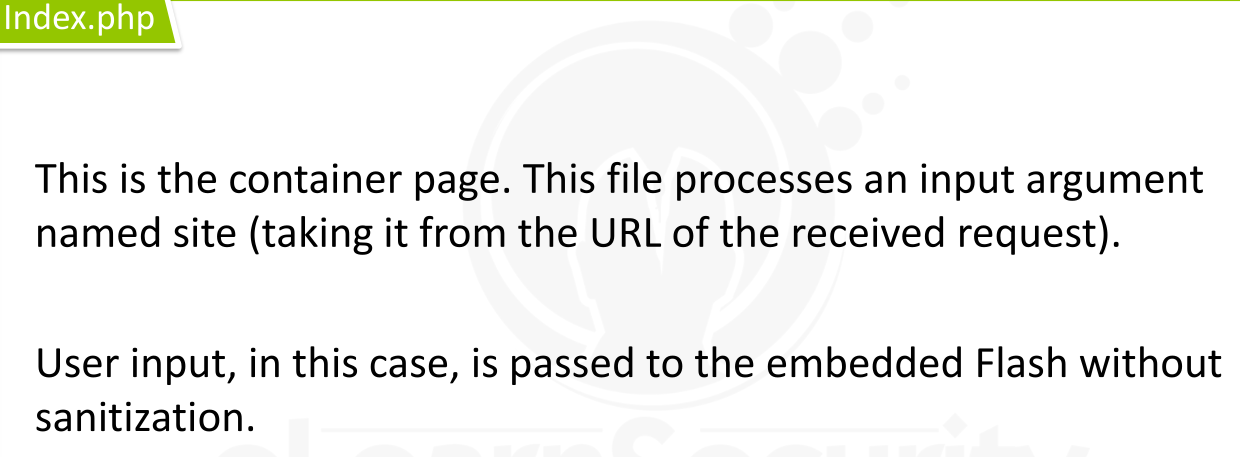 Index.php
This is the container page. This file processes an input argument
named site (taking it from the URL of the received request).
User input, in this case, is passed to the embedded Flash without
sanitization.
eLearnSecurity